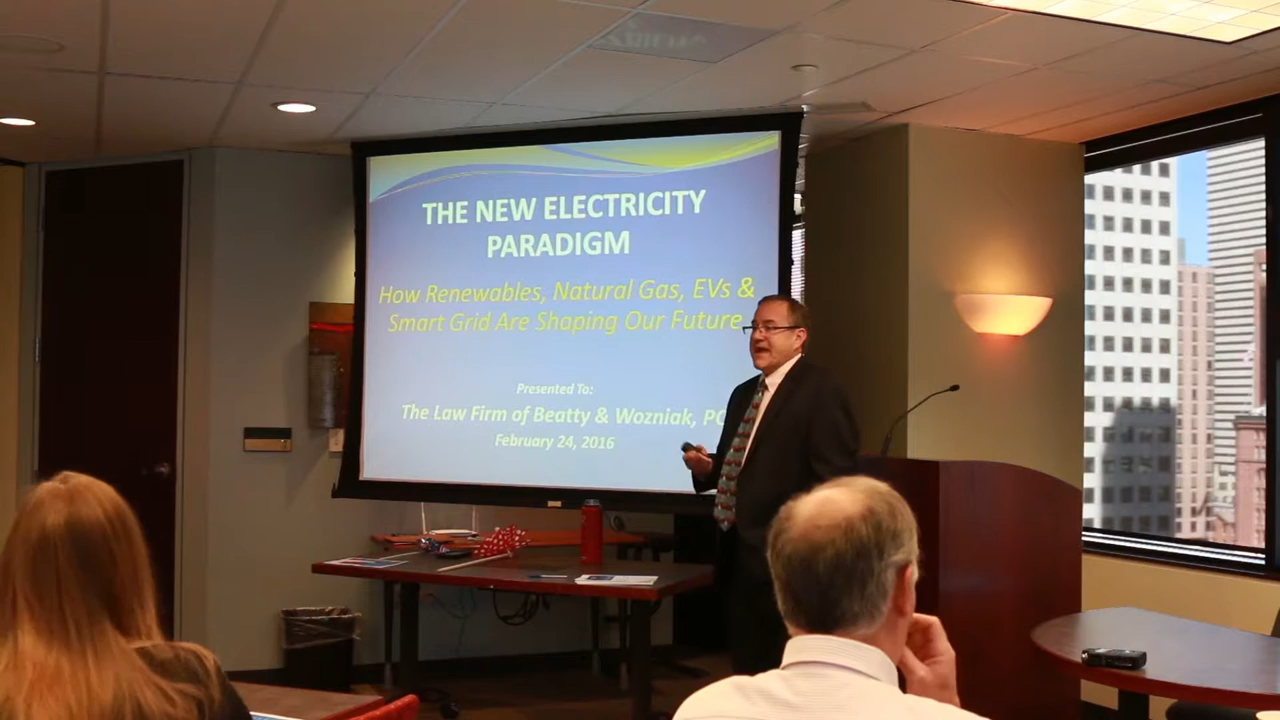 THE NEW ELECTRICITY
PARADIGM
How Renewables, Natural Gas, EVs &
Smart Grid Are Shaping Our Future
Presented To:
The Law Firm of Beatty & Wozniak, PC
February 24, 2016